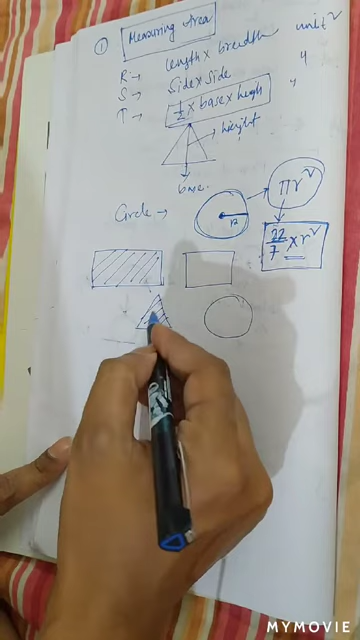 ① Measuring Area
R → length × breadth unit²
S → Side × Side "
T → 1/2 × base × height "
height
base.
Circle → πr²
R
22/7 × r²
MYMOVIE